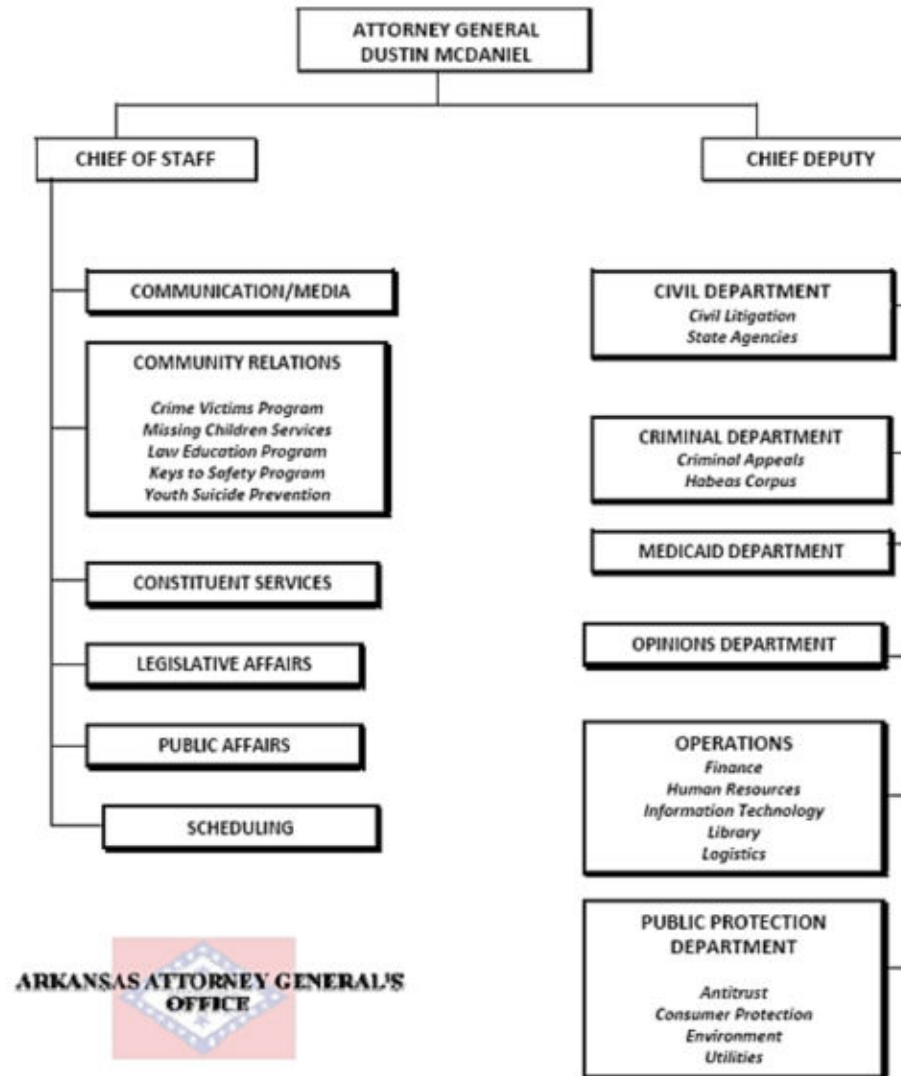 ATTORNEY GENERAL
DUSTIN MCDANIEL
CHIEF OF STAFF
CHIEF DEPUTY
COMMUNICATION/MEDIA
COMMUNITY RELATIONS
Crime Victims Program
Missing Children Services
Law Education Program
Keys to Safety Program
Youth Suicide Prevention
CONSTITUENT SERVICES
LEGISLATIVE AFFAIRS
PUBLIC AFFAIRS
SCHEDULING
CIVIL DEPARTMENT
Civil Litigation
State Agencies
CRIMINAL DEPARTMENT
Criminal Appeals
Habeas Corpus
MEDICAID DEPARTMENT
OPINIONS DEPARTMENT
OPERATIONS
Finance
Human Resources
Information Technology
Library
Logistics
PUBLIC PROTECTION
DEPARTMENT
Antitrust
Consumer Protection
Environment
Utilities
ARKANSAS ATTORNEY GENERAL'S
OFFICE